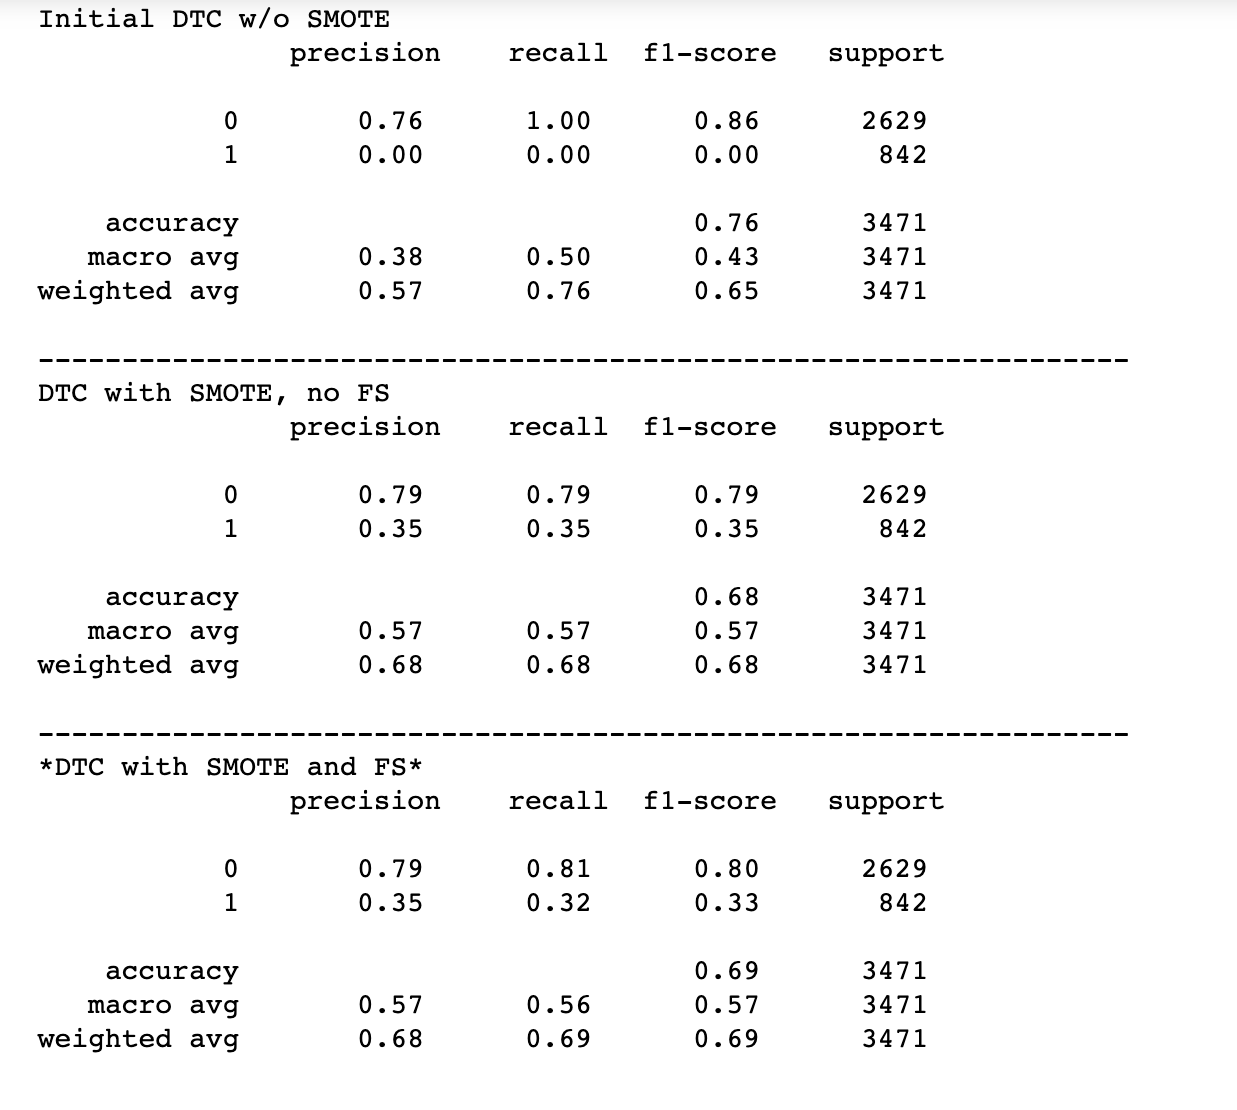 Initial DTC w/o SMOTE
precision recall f1-score support
0 0.76 1.00 0.86 2629
1 0.00 0.00 0.00 842
accuracy 0.76 3471
macro avg 0.38 0.50 0.43 3471
weighted avg 0.57 0.76 0.65 3471
-----------------------------------------------------------------
DTC with SMOTE, no FS
precision recall f1-score support
0 0.79 0.79 0.79 2629
1 0.35 0.35 0.35 842
accuracy 0.68 3471
macro avg 0.57 0.57 0.57 3471
weighted avg 0.68 0.68 0.68 3471
-----------------------------------------------------------------
*DTC with SMOTE and FS*
precision recall f1-score support
0 0.79 0.81 0.80 2629
1 0.35 0.32 0.33 842
accuracy 0.69 3471
macro avg 0.57 0.56 0.57 3471
weighted avg 0.68 0.69 0.69 3471